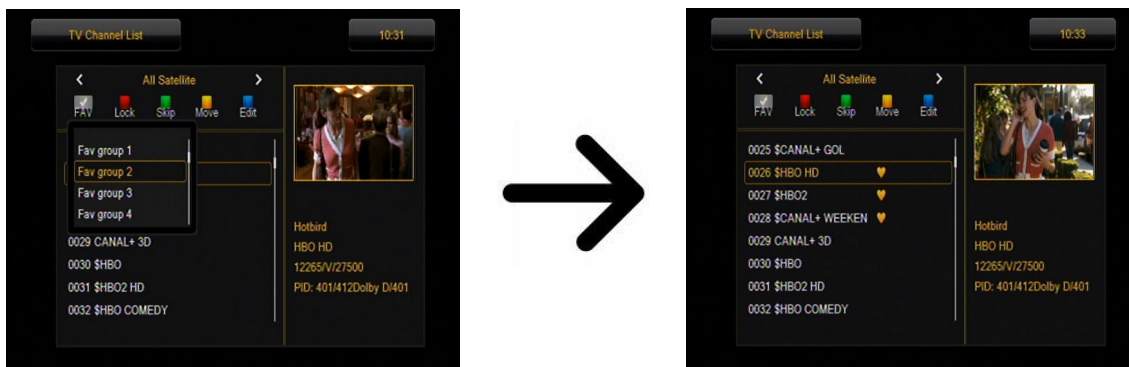 TV Channel List
10:31
All Satellite
FAV Lock Skip Move Edit
Fav group 1
Fav group 2
Fav group 3
Fav group 4
0029 CANAL+ 3D
0030 $HBO
0031 $HBO2 HD
0032 $HBO COMEDY
Hotbird
HBO HD
12265/V/27500
PID: 401/412Dolby D/401
TV Channel List
10:33
All Satellite
FAV Lock Skip Move Edit
0025 $CANAL+ GOL
0026 $HBO HD
0027 $HBO2
0028 $CANAL+ WEEKEN
0029 CANAL+ 3D
0030 $HBO
0031 $HBO2 HD
0032 $HBO COMEDY
Hotbird
HBO HD
12265/V/27500
PID: 401/412Dolby D/401